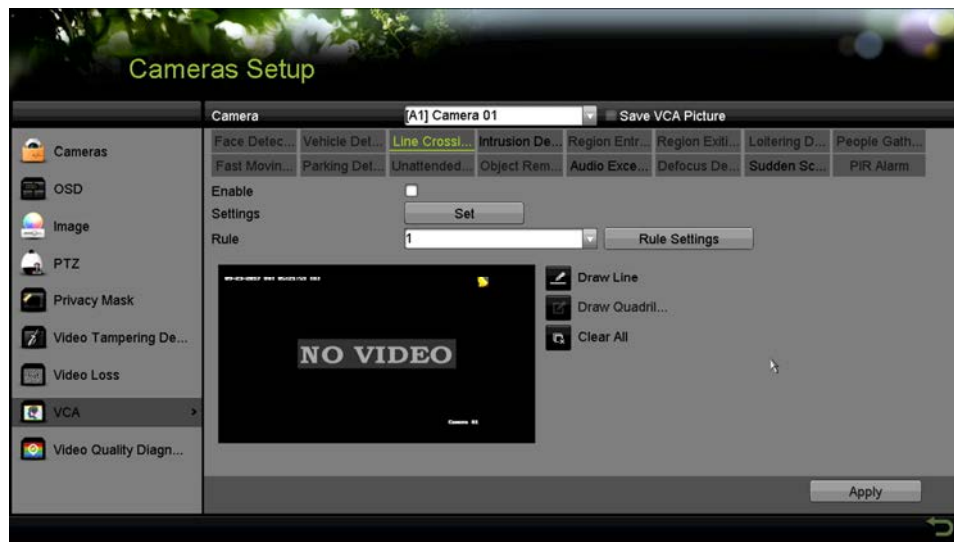 Cameras Setup
Camera [A1] Camera 01 Save VCA Picture
Face Detec... Vehicle Det... Line Crossi... Intrusion De... Region Entr... Region Exiti... Loitering D... People Gath...
Fast Movin... Parking Det... Unattended... Object Rem... Audio Exce... Defocus De... Sudden Sc... PIR Alarm
Enable
Settings Set
Rule 1 Rule Settings
Cameras
OSD
Image
PTZ
Privacy Mask
Video Tampering De...
Video Loss
VCA
Video Quality Diagn...
NO VIDEO
Camera 01
Draw Line
Draw Quadril...
Clear All
Apply